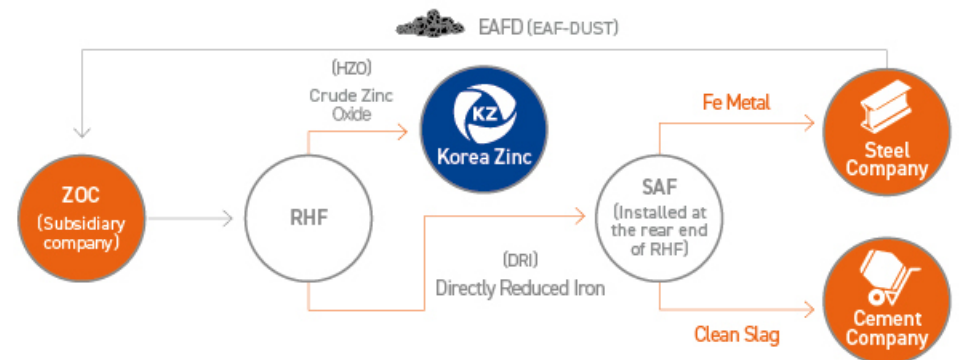 EAFD (EAF-DUST)
(HZO)
Crude Zinc
Oxide
KZ
Korea Zinc
Fe Metal
Steel
Company
ZOC
(Subsidiary
company)
RHF
SAF
(Installed at
the rear end
of RHF)
(DRI)
Directly Reduced Iron
Clean Slag
Cement
Company